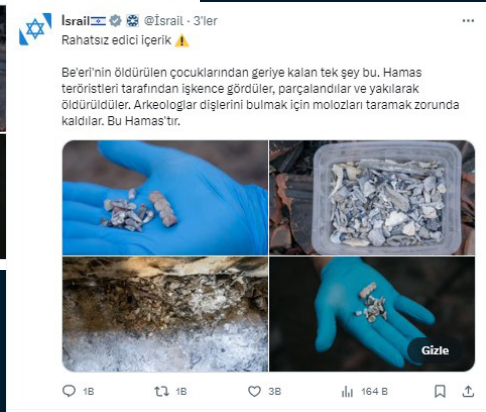 İsrail @İsrail · 3'ler
Rahatsız edici içerik ⚠️
Be'eri'nin öldürülen çocuklarından geriye kalan tek şey bu. Hamas
teröristleri tarafından işkence gördüler, parçalandılar ve yakılarak
öldürüldüler. Arkeologlar dişlerini bulmak için molozları taramak zorunda
kaldılar. Bu Hamas'tır.
Gizle
1B 1B 3B 164 B